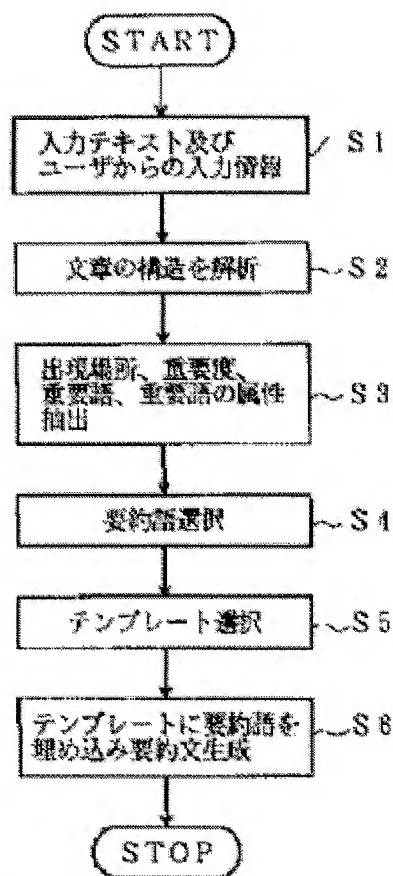 START
入力テキスト及び
ユーザからの入力情報
S1
文章の構造を解析
S2
出現場所、重要度、
重要語、重要語の属性
抽出
S3
要約語選択
S4
テンプレート選択
S5
テンプレートに要約語を
埋め込み要約文生成
S6
STOP